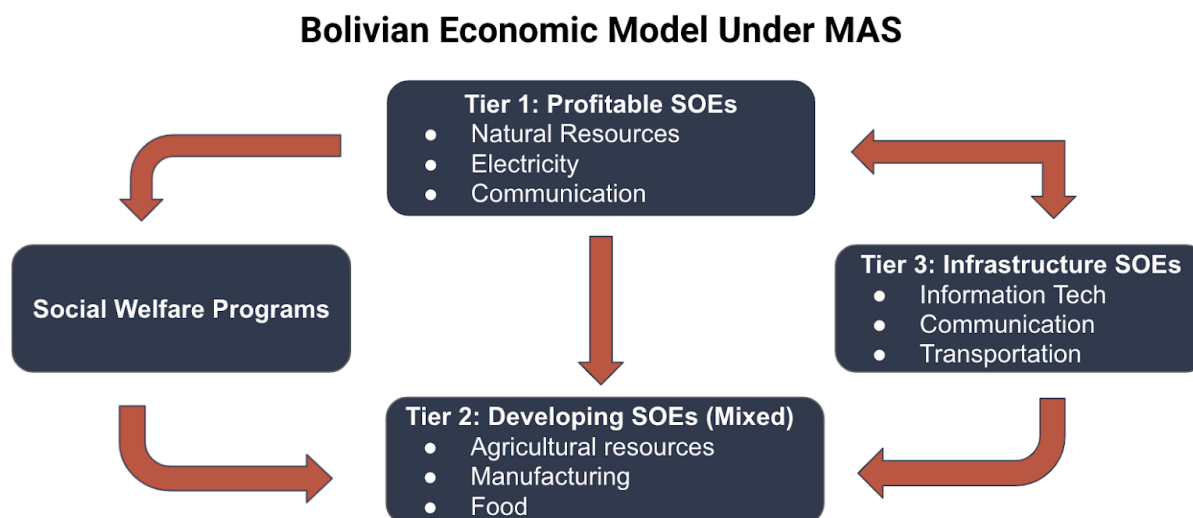 Bolivian Economic Model Under MAS
Tier 1: Profitable SOEs
● Natural Resources
● Electricity
● Communication
Social Welfare Programs
Tier 3: Infrastructure SOEs
● Information Tech
● Communication
● Transportation
Tier 2: Developing SOEs (Mixed)
● Agricultural resources
● Manufacturing
● Food